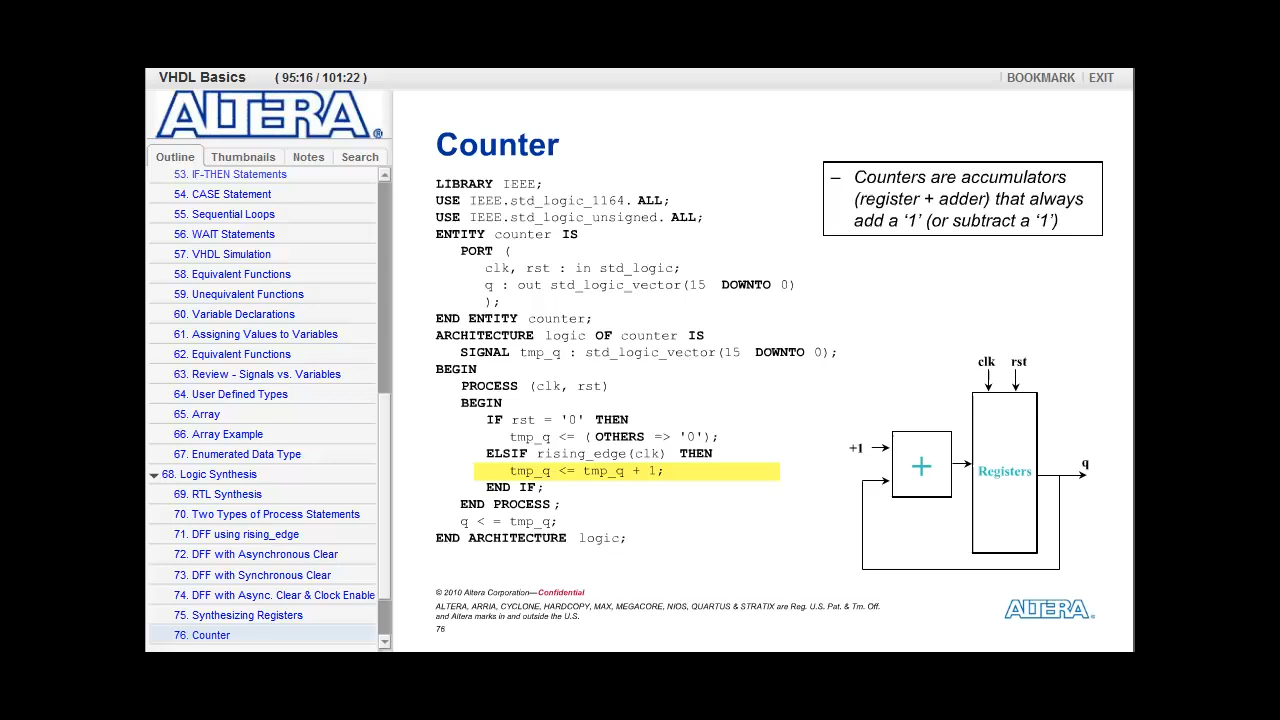 VHDL Basics ( 95:16 / 101:22 )
BOOKMARK EXIT
ALTERA®
Outline Thumbnails Notes Search
53. IF-THEN Statements
54. CASE Statement
55. Sequential Loops
56. WAIT Statements
57. VHDL Simulation
58. Equivalent Functions
59. Unequivalent Functions
60. Variable Declarations
61. Assigning Values to Variables
62. Equivalent Functions
63. Review - Signals vs. Variables
64. User Defined Types
65. Array
66. Array Example
67. Enumerated Data Type
68. Logic Synthesis
69. RTL Synthesis
70. Two Types of Process Statements
71. DFF using rising_edge
72. DFF with Asynchronous Clear
73. DFF with Synchronous Clear
74. DFF with Async. Clear & Clock Enable
75. Synthesizing Registers
76. Counter
Counter
LIBRARY IEEE;
USE IEEE.std_logic_1164. ALL;
USE IEEE.std_logic_unsigned. ALL;
ENTITY counter IS
PORT (
clk, rst : in std_logic;
q : out std_logic_vector(15 DOWNTO 0)
);
END ENTITY counter;
ARCHITECTURE logic OF counter IS
SIGNAL tmp_q : std_logic_vector(15 DOWNTO 0);
BEGIN
PROCESS (clk, rst)
BEGIN
IF rst = '0' THEN
tmp_q <= ( OTHERS => '0');
ELSIF rising_edge(clk) THEN
tmp_q <= tmp_q + 1;
END IF;
END PROCESS;
q < = tmp_q;
END ARCHITECTURE logic;
– Counters are accumulators
(register + adder) that always
add a ‘1’ (or subtract a ‘1’)
clk rst
+1
+
Registers
q
© 2010 Altera Corporation—Confidential
ALTERA, ARRIA, CYCLONE, HARDCOPY, MAX, MEGACORE, NIOS, QUARTUS & STRATIX are Reg. U.S. Pat. & Tm. Off.
and Altera marks in and outside the U.S.
76
ALTERA.